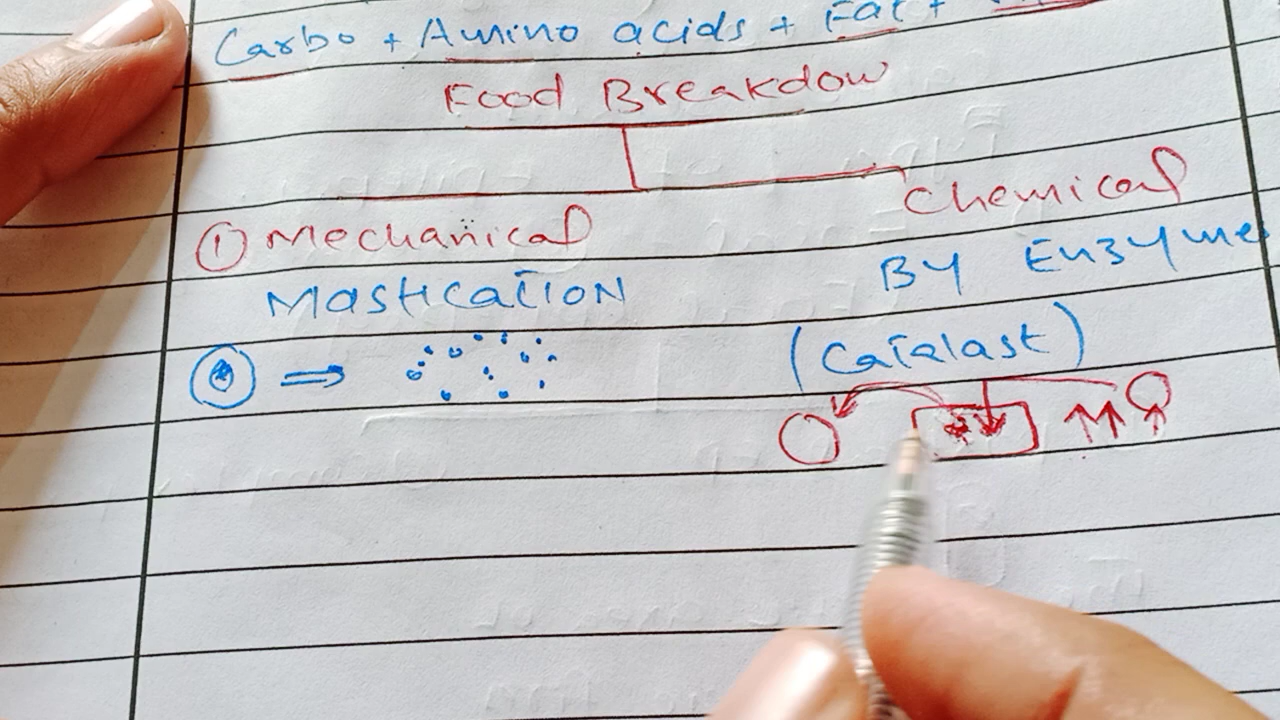 Carbo + Amino acids + Fat +
Food Breakdow
① Mechanical
Chemical
Mastication
By Enzyme
(Catalast)